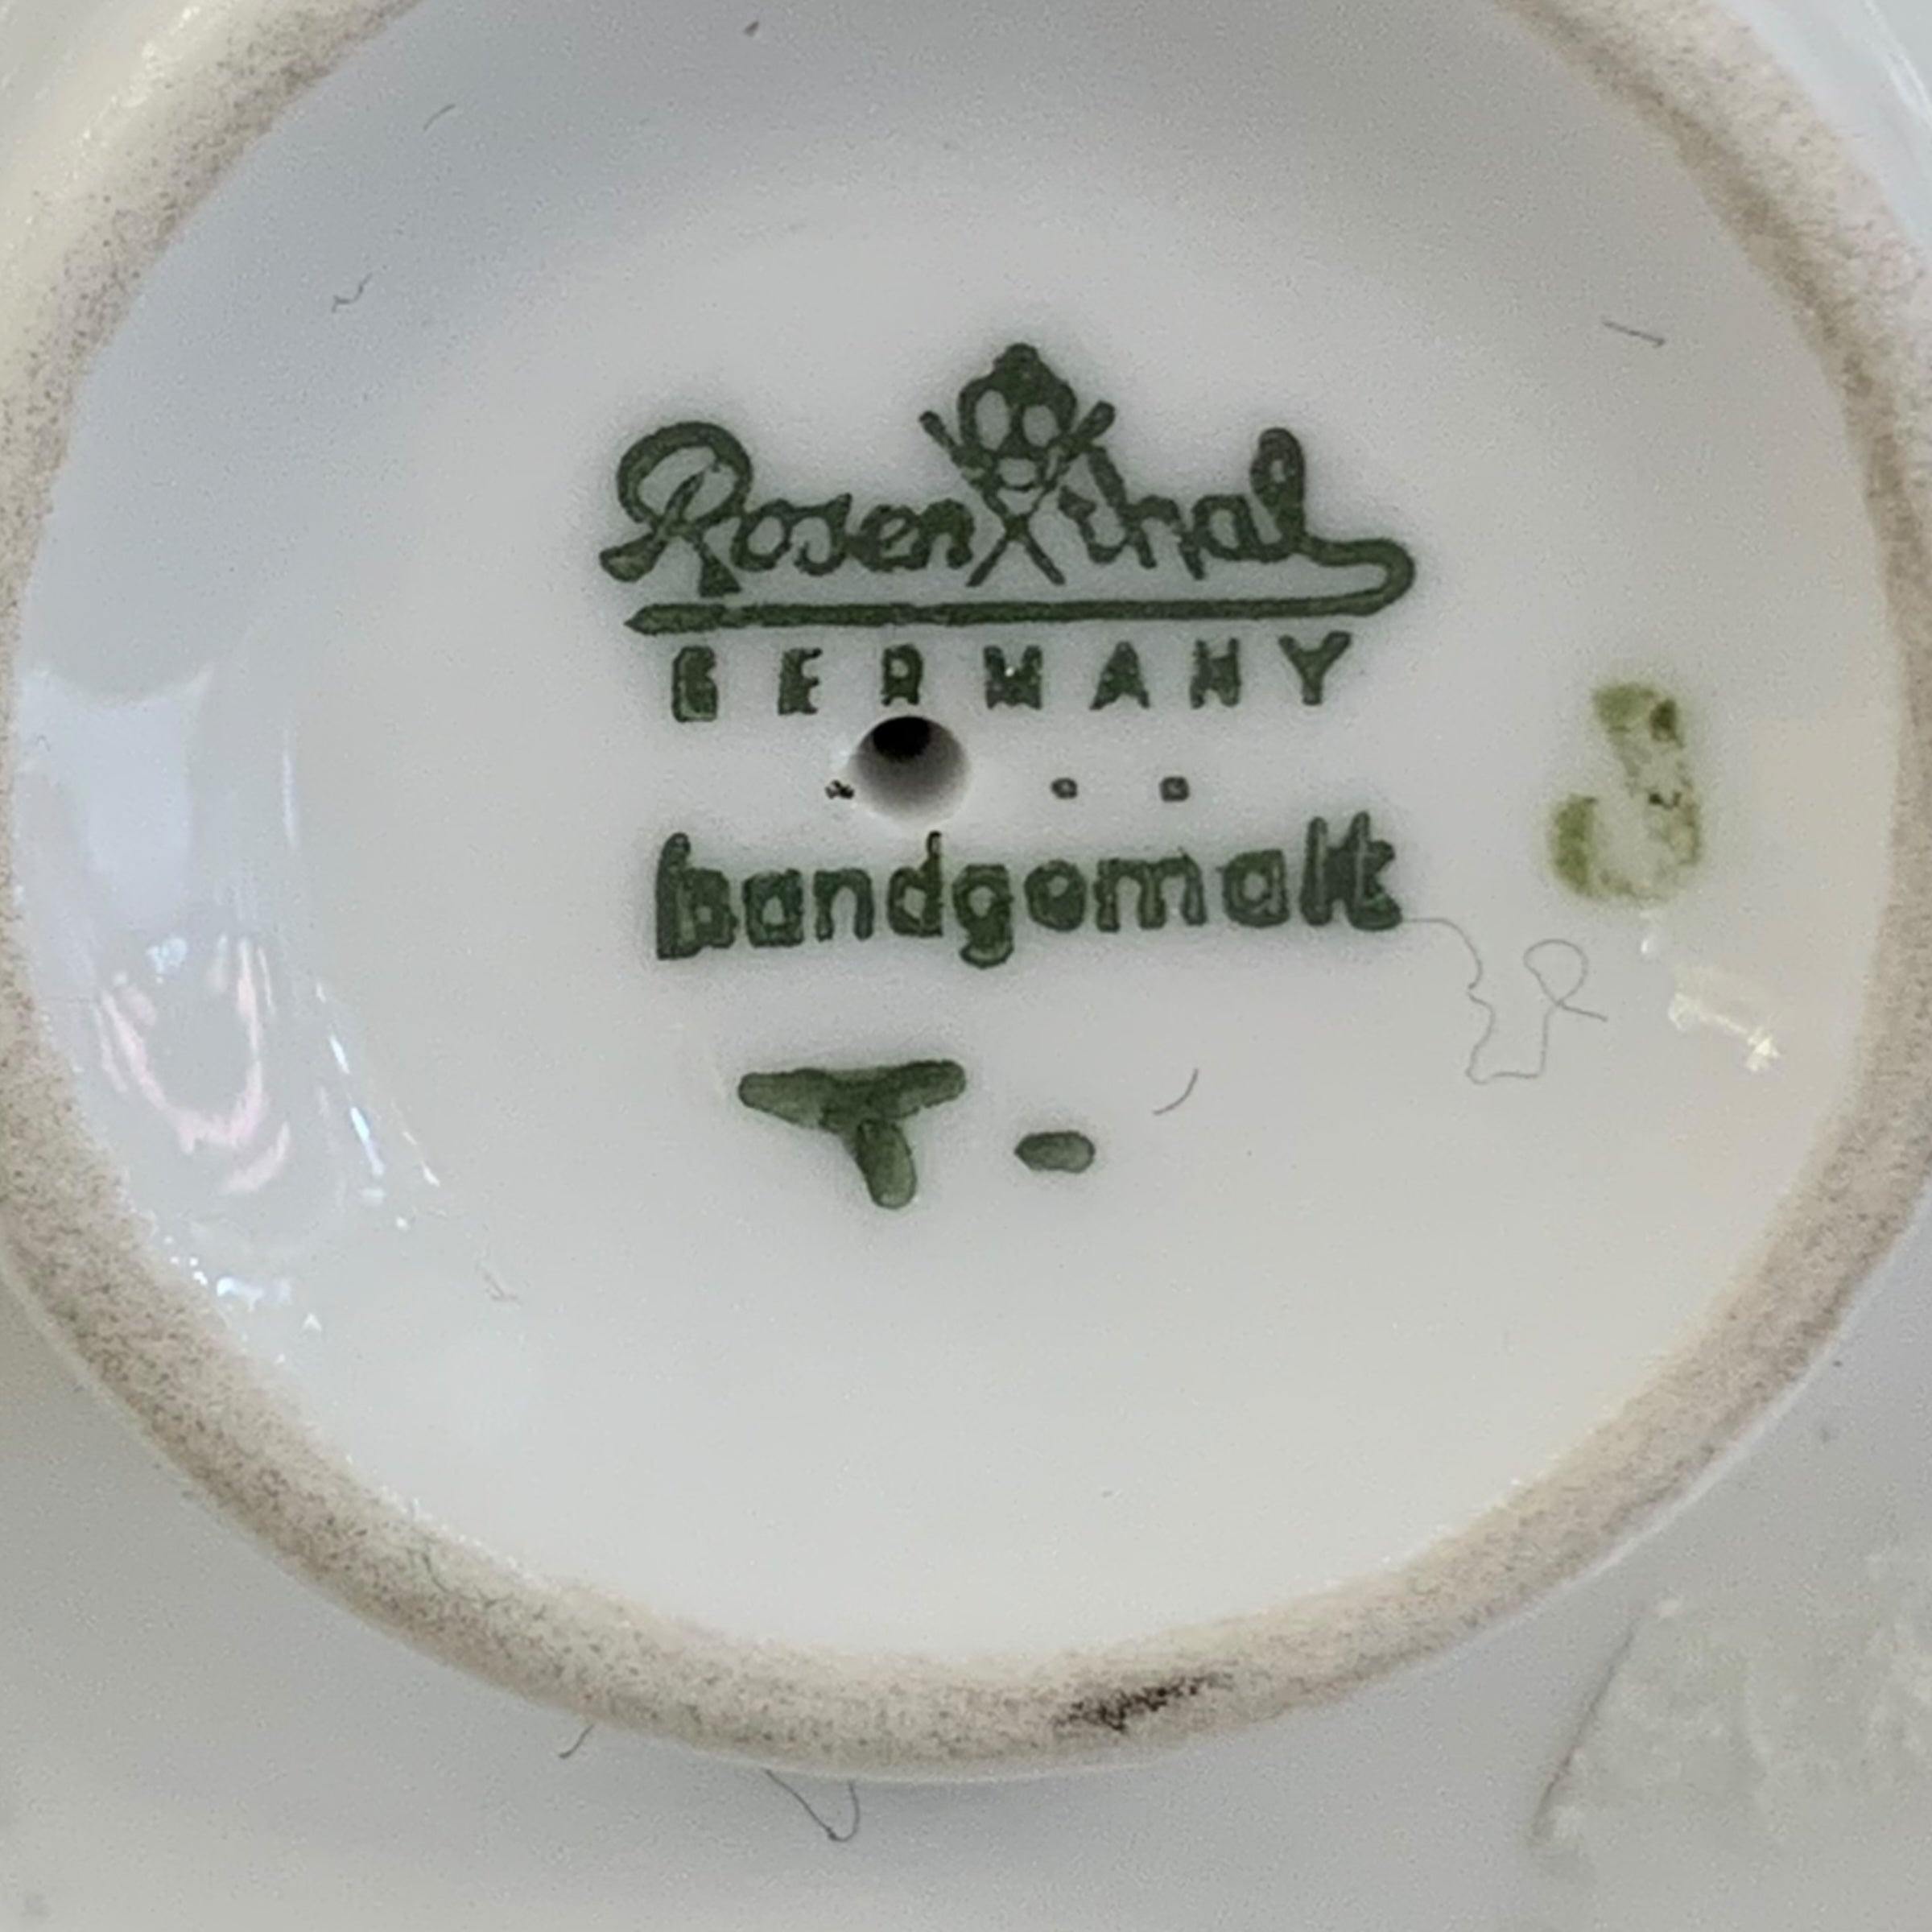 Rosenthal
GERMANY
handgemalt
T.